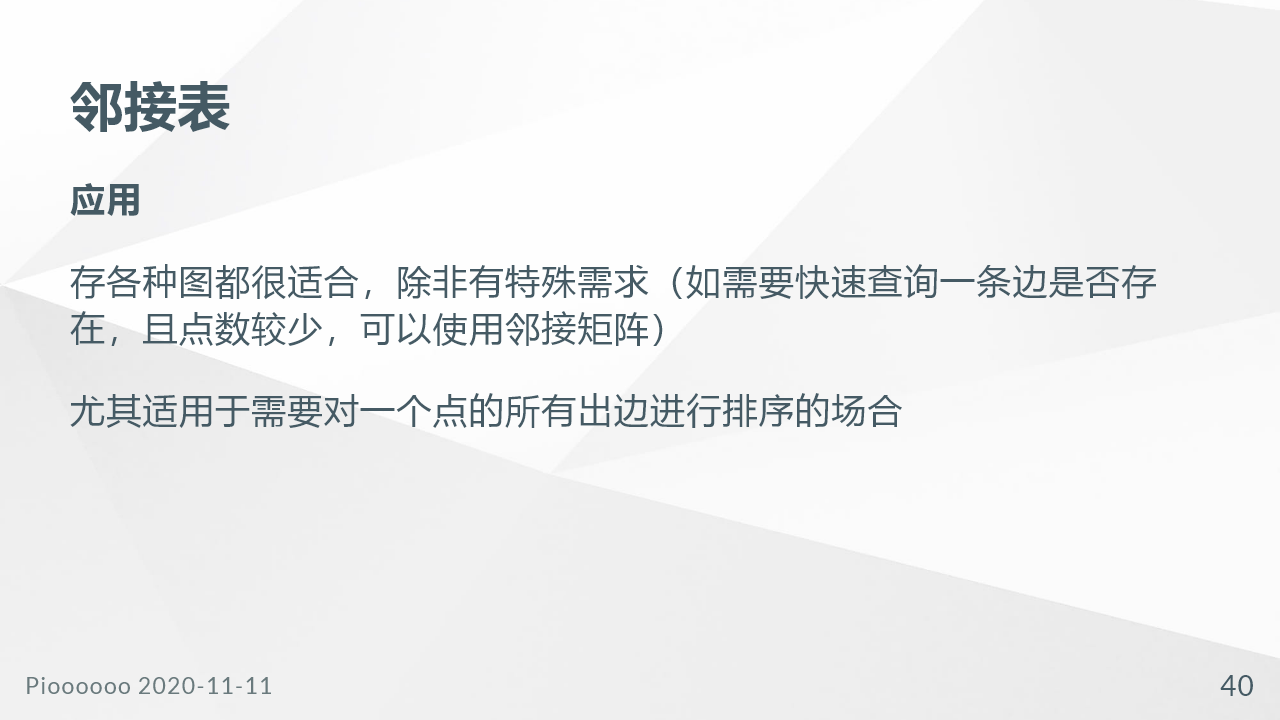 邻接表
应用
存各种图都很适合，除非有特殊需求（如需要快速查询一条边是否存
在，且点数较少，可以使用邻接矩阵）
尤其适用于需要对一个点的所有出边进行排序的场合
Pioooooo 2020-11-11
40